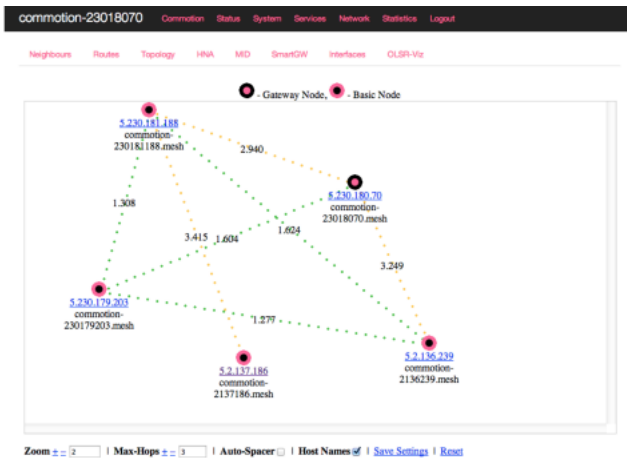 commotion-23018070 Commotion Status System Services Network Statistics Logout
Neighbours Routes Topology HNA MID SmartGW Interfaces OLSR-Viz
- Gateway Node, - Basic Node
5.230.181.188
commotion-
230181188.mesh
2.940
5.230.180.70
commotion-
23018070.mesh
1.308
3.415
1.604
1.624
3.249
5.230.179.203
commotion-
230179203.mesh
1.277
5.2.137.186
commotion-
2137186.mesh
5.2.136.239
commotion-
2136239.mesh
Zoom + – 2 | Max-Hops + – 3 | Auto-Spacer | Host Names | Save Settings | Reset